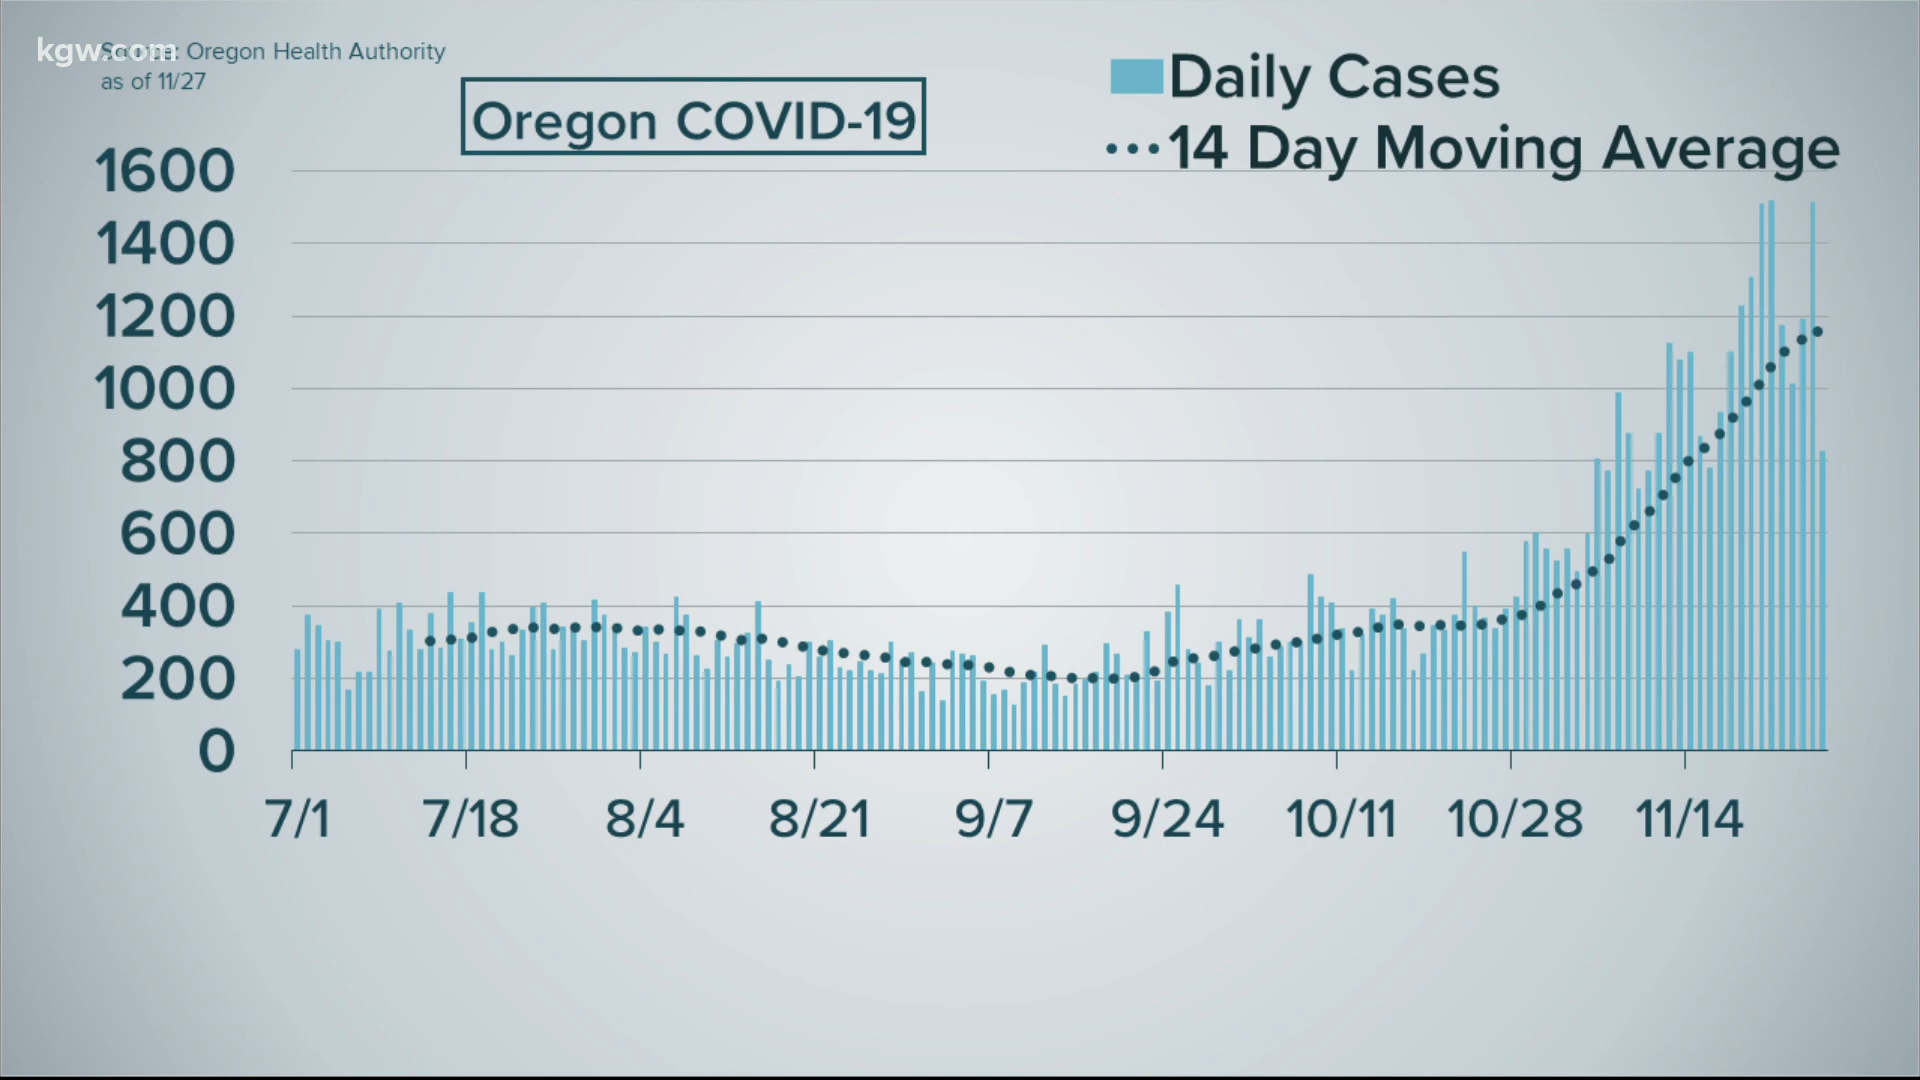 kgw.com
Source: Oregon Health Authority
as of 11/27
Oregon COVID-19
Daily Cases
14 Day Moving Average
1600
1400
1200
1000
800
600
400
200
0
7/1 7/18 8/4 8/21 9/7 9/24 10/11 10/28 11/14